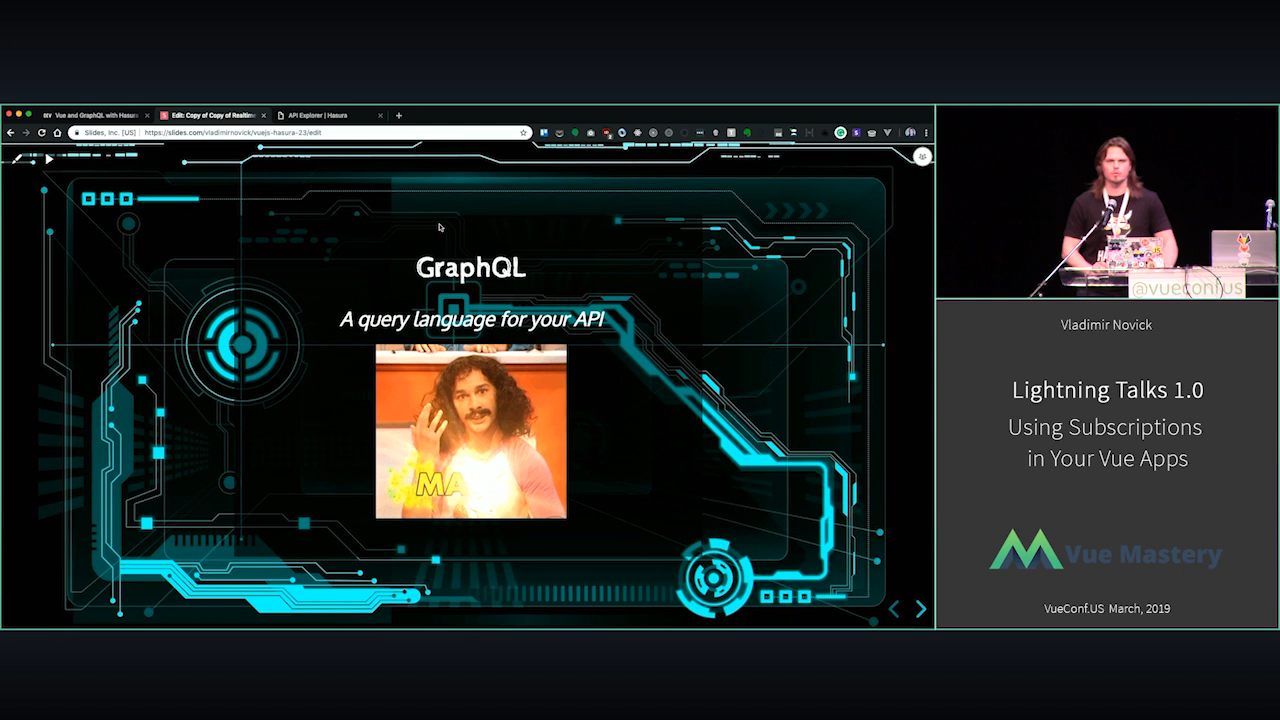 Vue and GraphQL with Hasura
Edit: Copy of Copy of Realtime
API Explorer | Hasura
Slides, Inc. [US]
https://slides.com/vladimirnovick/vuejs-hasura-23/edit
GraphQL
A query language for your API
MA
@vueconfus
Vladimir Novick
Lightning Talks 1.0
Using Subscriptions
in Your Vue Apps
Vue Mastery
VueConf.US March, 2019